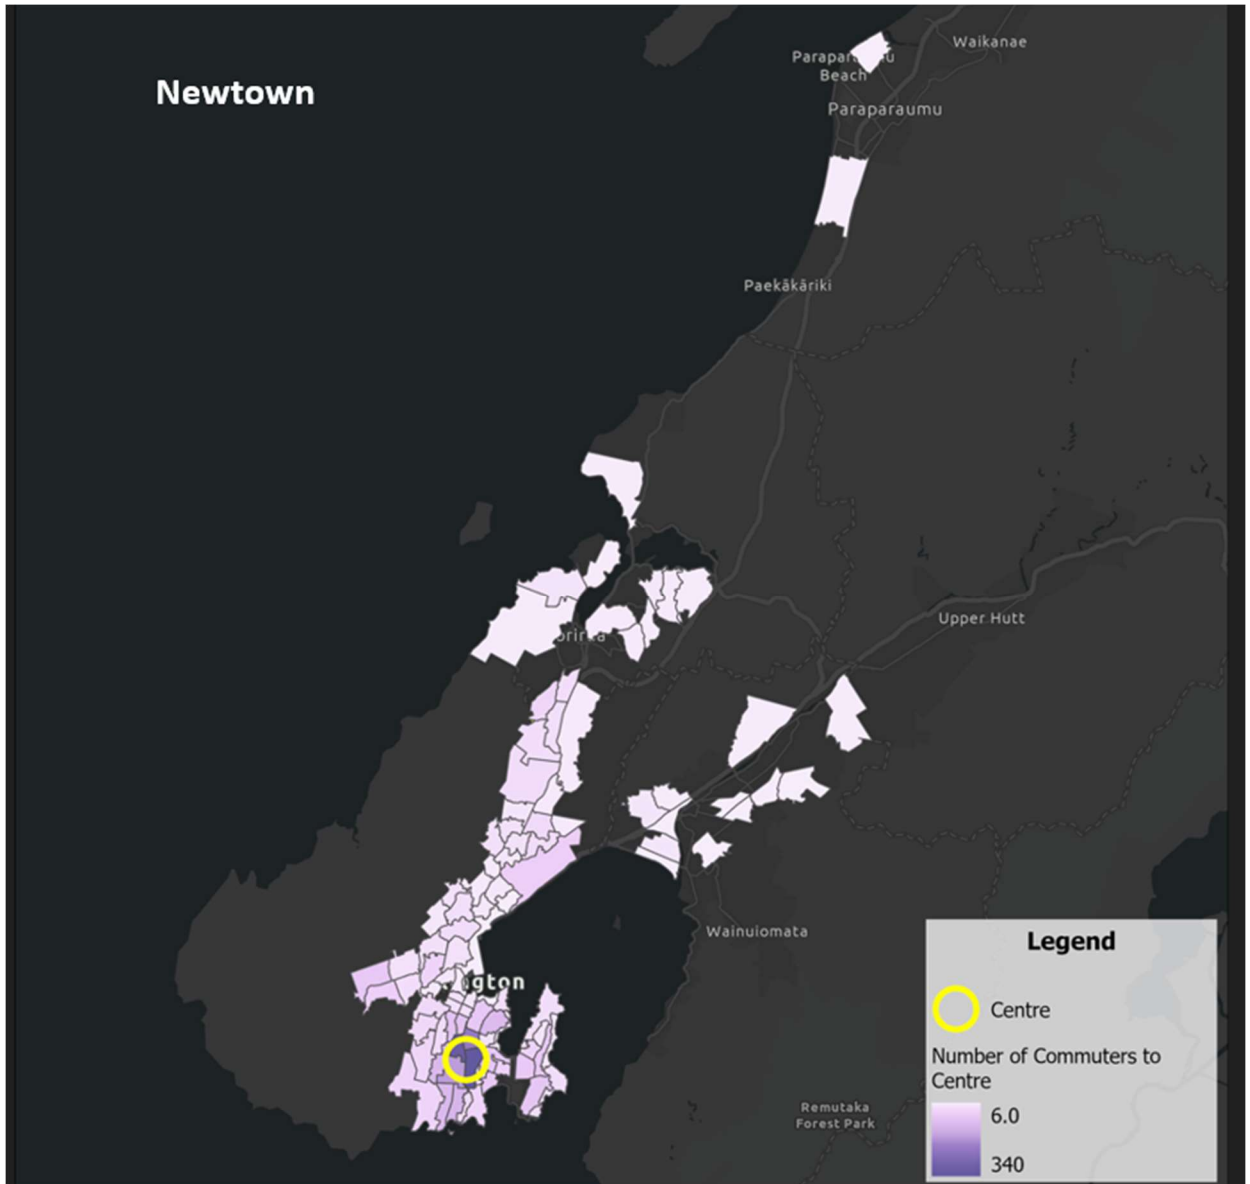 Waikanae
Beach
Newtown
Paraparaumu
Paekākāriki
Upper Hutt
Wainuiomata
Legend
Centre
Number of Commuters to
Centre
6.0
340
Remutaka
Forest Park